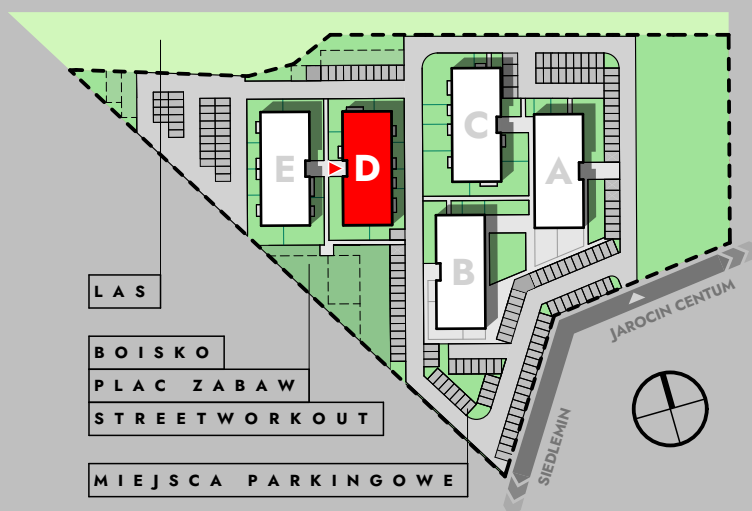 C
E
D
A
B
LAS
JAROCIN CENTUM
BOISKO
PLAC ZABAW
STREETWORKOUT
SIEDLEMIN
MIEJSCA PARKINGOWE